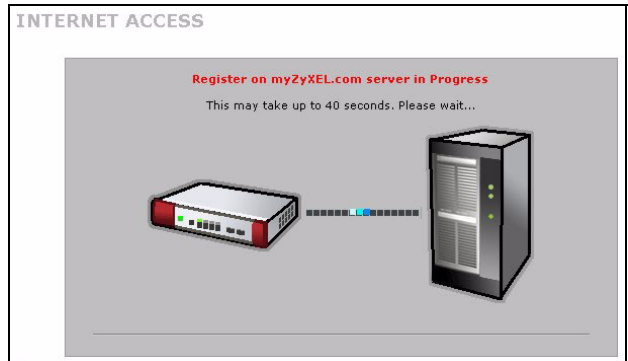 INTERNET ACCESS
Register on myZyXEL.com server in Progress
This may take up to 40 seconds. Please wait...